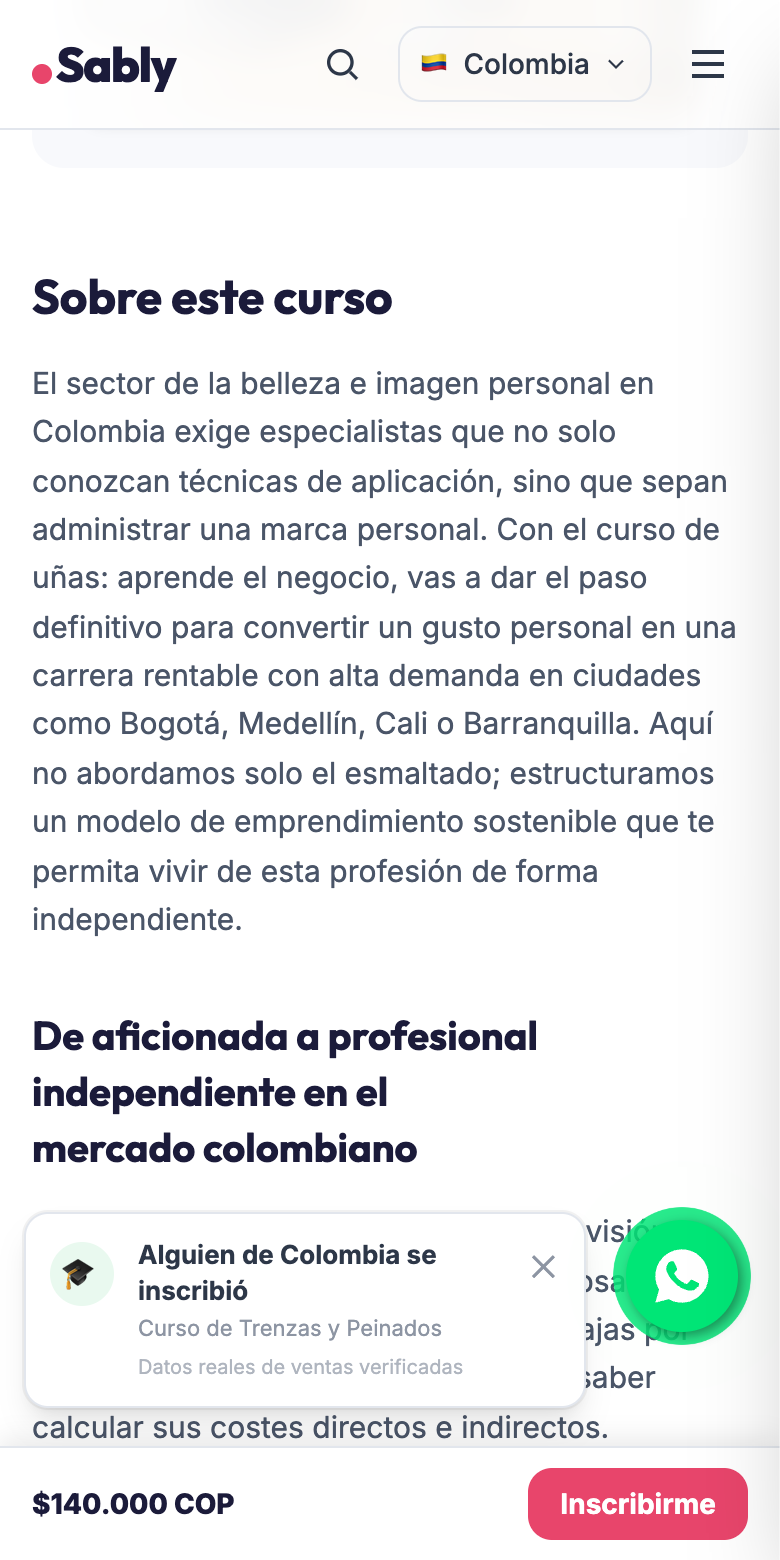 Sably
Colombia
Sobre este curso
El sector de la belleza e imagen personal en
Colombia exige especialistas que no solo
conozcan técnicas de aplicación, sino que sepan
administrar una marca personal. Con el curso de
uñas: aprende el negocio, vas a dar el paso
definitivo para convertir un gusto personal en una
carrera rentable con alta demanda en ciudades
como Bogotá, Medellín, Cali o Barranquilla. Aquí
no abordamos solo el esmaltado; estructuramos
un modelo de emprendimiento sostenible que te
permita vivir de esta profesión de forma
independiente.
De aficionada a profesional
independiente en el
mercado colombiano
Alguien de Colombia se
inscribió
Curso de Trenzas y Peinados
Datos reales de ventas verificadas
por
saber
calcular sus costes directos e indirectos.
$140.000 COP
Inscribirme